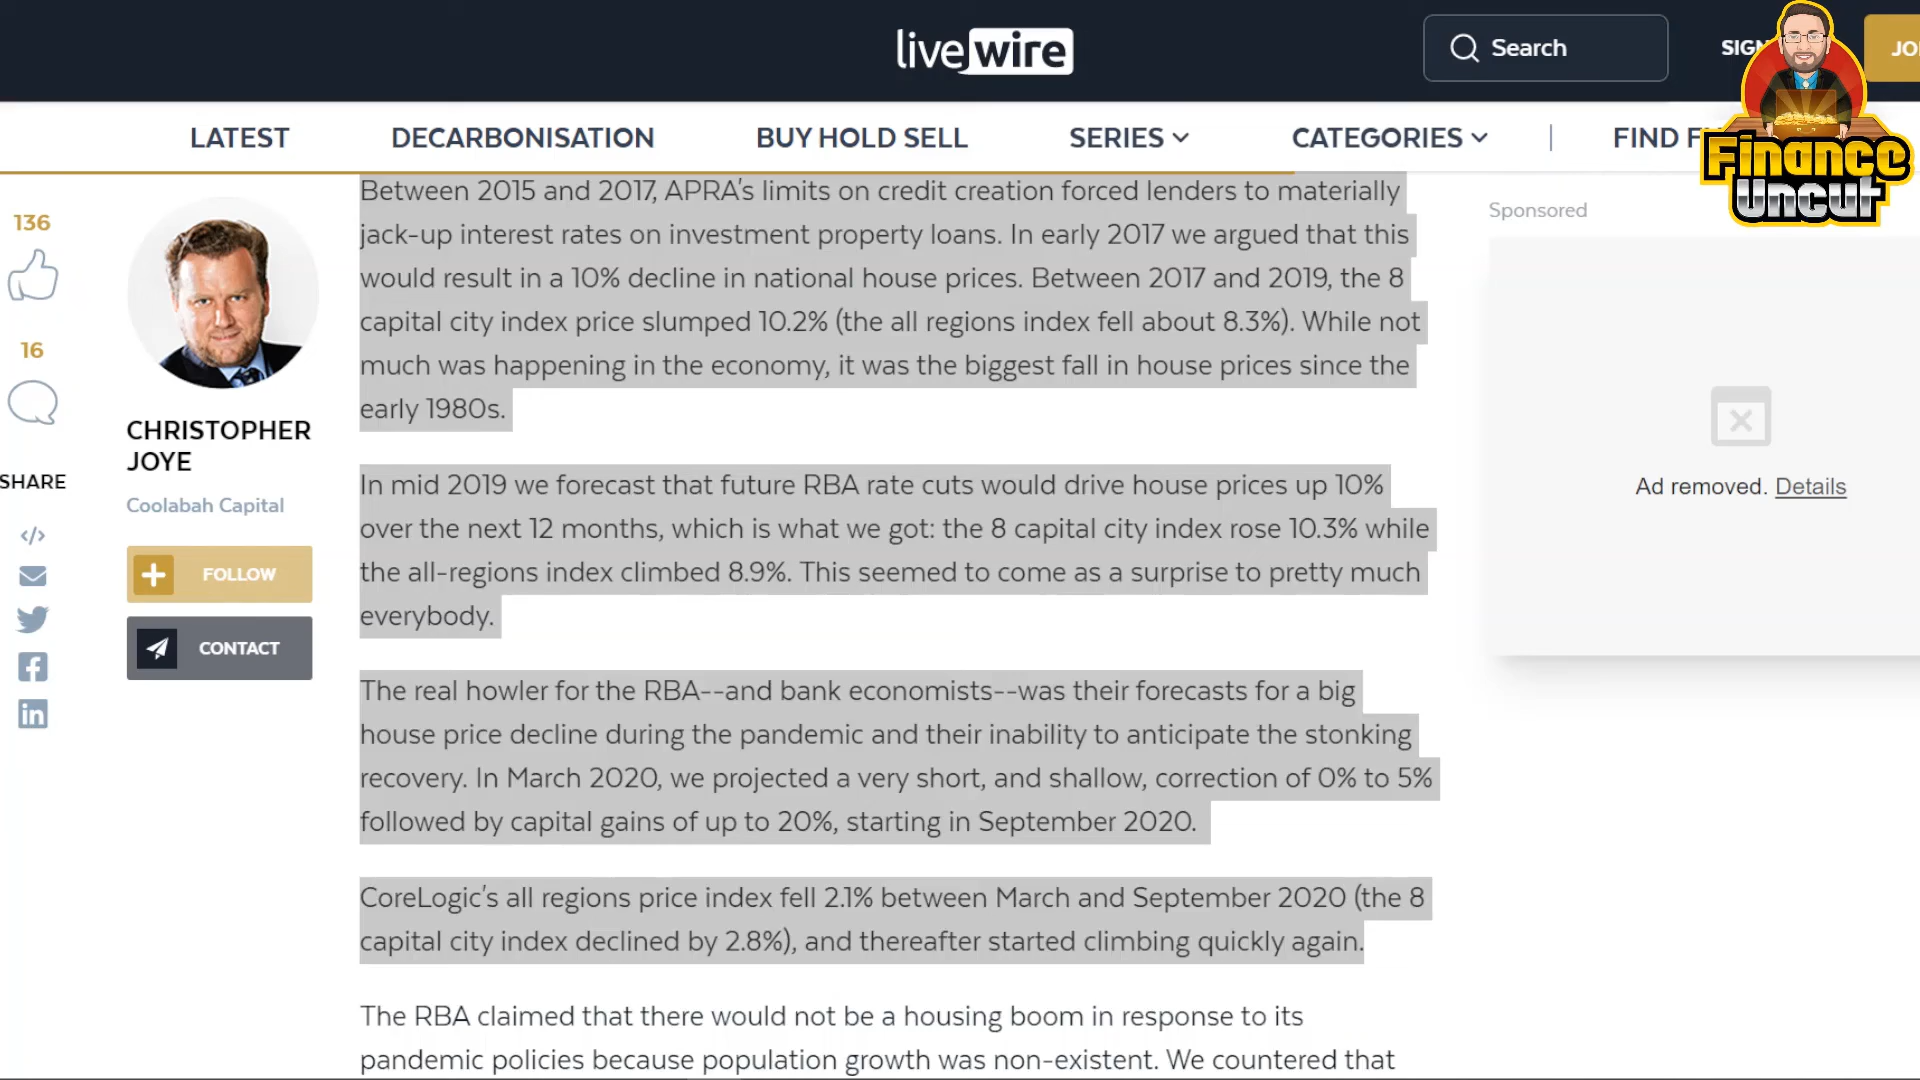 livewire
Search
SIGN
JOI
LATEST
DECARBONISATION
BUY HOLD SELL
SERIES
CATEGORIES
FIND F
Finance
Uncut
136
16
SHARE
CHRISTOPHER
JOYE
Coolabah Capital
FOLLOW
CONTACT
Between 2015 and 2017, APRA's limits on credit creation forced lenders to materially
jack-up interest rates on investment property loans. In early 2017 we argued that this
would result in a 10% decline in national house prices. Between 2017 and 2019, the 8
capital city index price slumped 10.2% (the all regions index fell about 8.3%). While not
much was happening in the economy, it was the biggest fall in house prices since the
early 1980s.
In mid 2019 we forecast that future RBA rate cuts would drive house prices up 10%
over the next 12 months, which is what we got: the 8 capital city index rose 10.3% while
the all-regions index climbed 8.9%. This seemed to come as a surprise to pretty much
everybody.
The real howler for the RBA--and bank economists--was their forecasts for a big
house price decline during the pandemic and their inability to anticipate the stonking
recovery. In March 2020, we projected a very short, and shallow, correction of 0% to 5%
followed by capital gains of up to 20%, starting in September 2020.
CoreLogic's all regions price index fell 2.1% between March and September 2020 (the 8
capital city index declined by 2.8%), and thereafter started climbing quickly again.
The RBA claimed that there would not be a housing boom in response to its
pandemic policies because population growth was non-existent. We countered that
Sponsored
Ad removed. Details